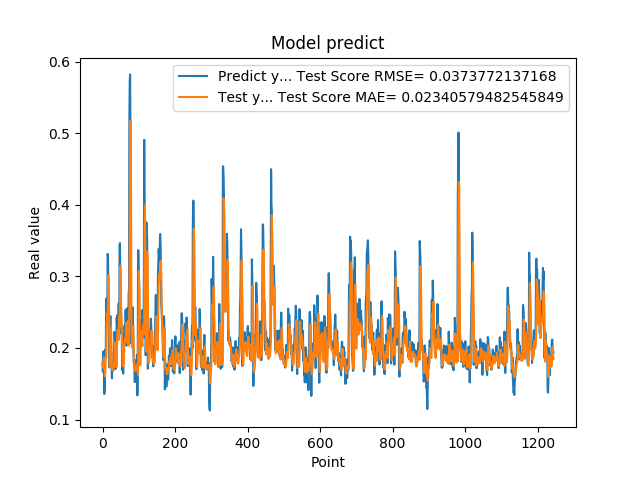 Model predict
Predict y... Test Score RMSE= 0.0373772137168
Test y... Test Score MAE= 0.02340579482545849
0.6
0.5
0.4
0.3
0.2
0.1
Real value
0 200 400 600 800 1000 1200
Point